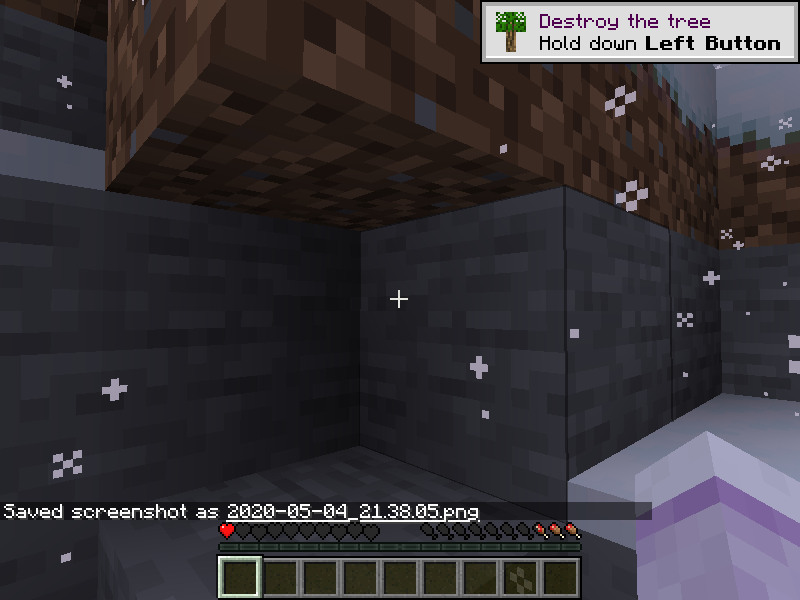 Destroy the tree
Hold down Left Button
Saved screenshot as 2020-05-04_21.38.05.png